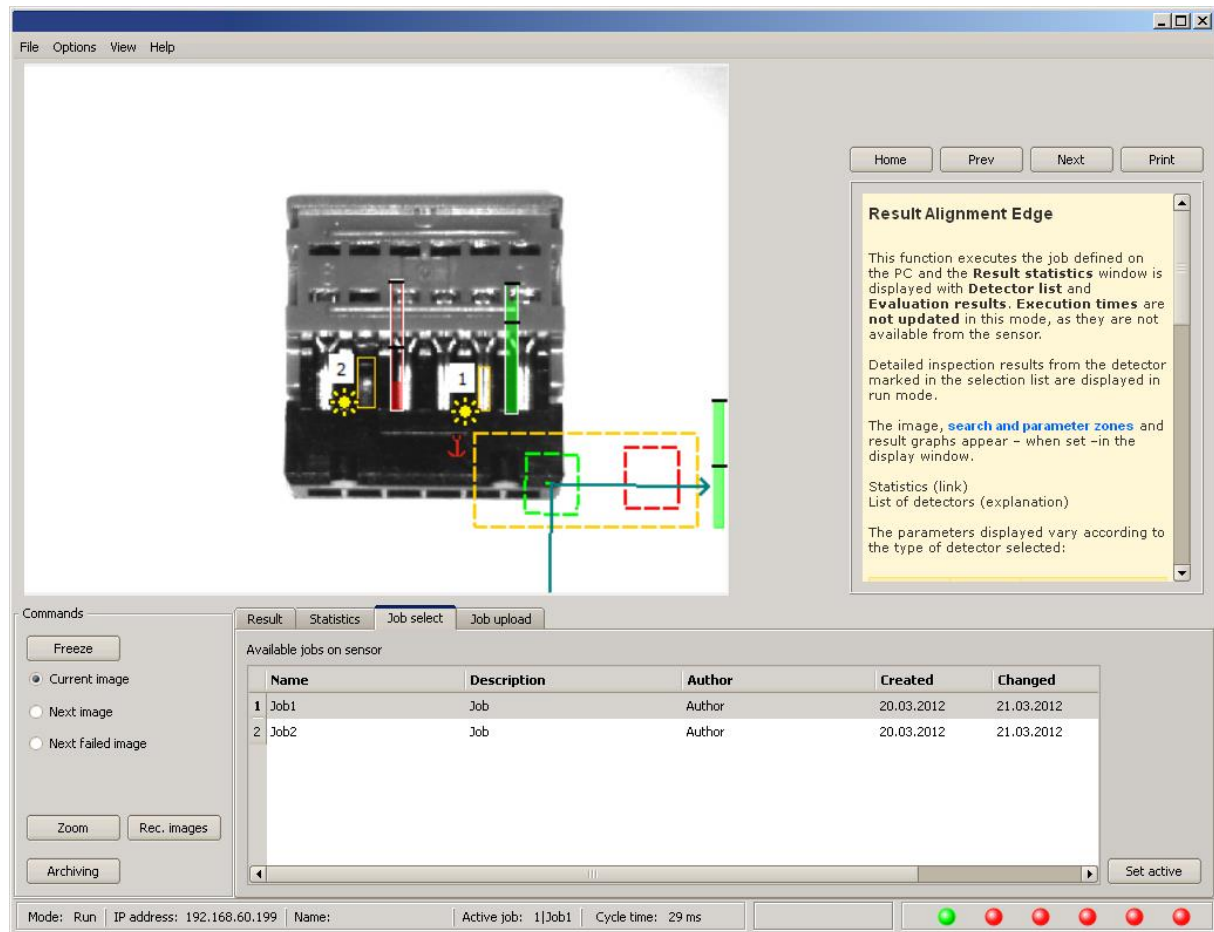 File Options View Help
2
1
Home Prev Next Print
Result Alignment Edge
This function executes the job defined on
the PC and the Result statistics window is
displayed with Detector list and
Evaluation results. Execution times are
not updated in this mode, as they are not
available from the sensor.
Detailed inspection results from the detector
marked in the selection list are displayed in
run mode.
The image, search and parameter zones and
result graphs appear – when set –in the
display window.
Statistics (link)
List of detectors (explanation)
The parameters displayed vary according to
the type of detector selected:
Commands
Freeze
Current image
Next image
Next failed image
Zoom Rec. images
Archiving
Result Statistics Job select Job upload
Available jobs on sensor
Name Description Author Created Changed
1 Job1 Job Author 20.03.2012 21.03.2012
2 Job2 Job Author 20.03.2012 21.03.2012
Set active
Mode: Run IP address: 192.168.60.199 Name: Active job: 1|Job1 Cycle time: 29 ms